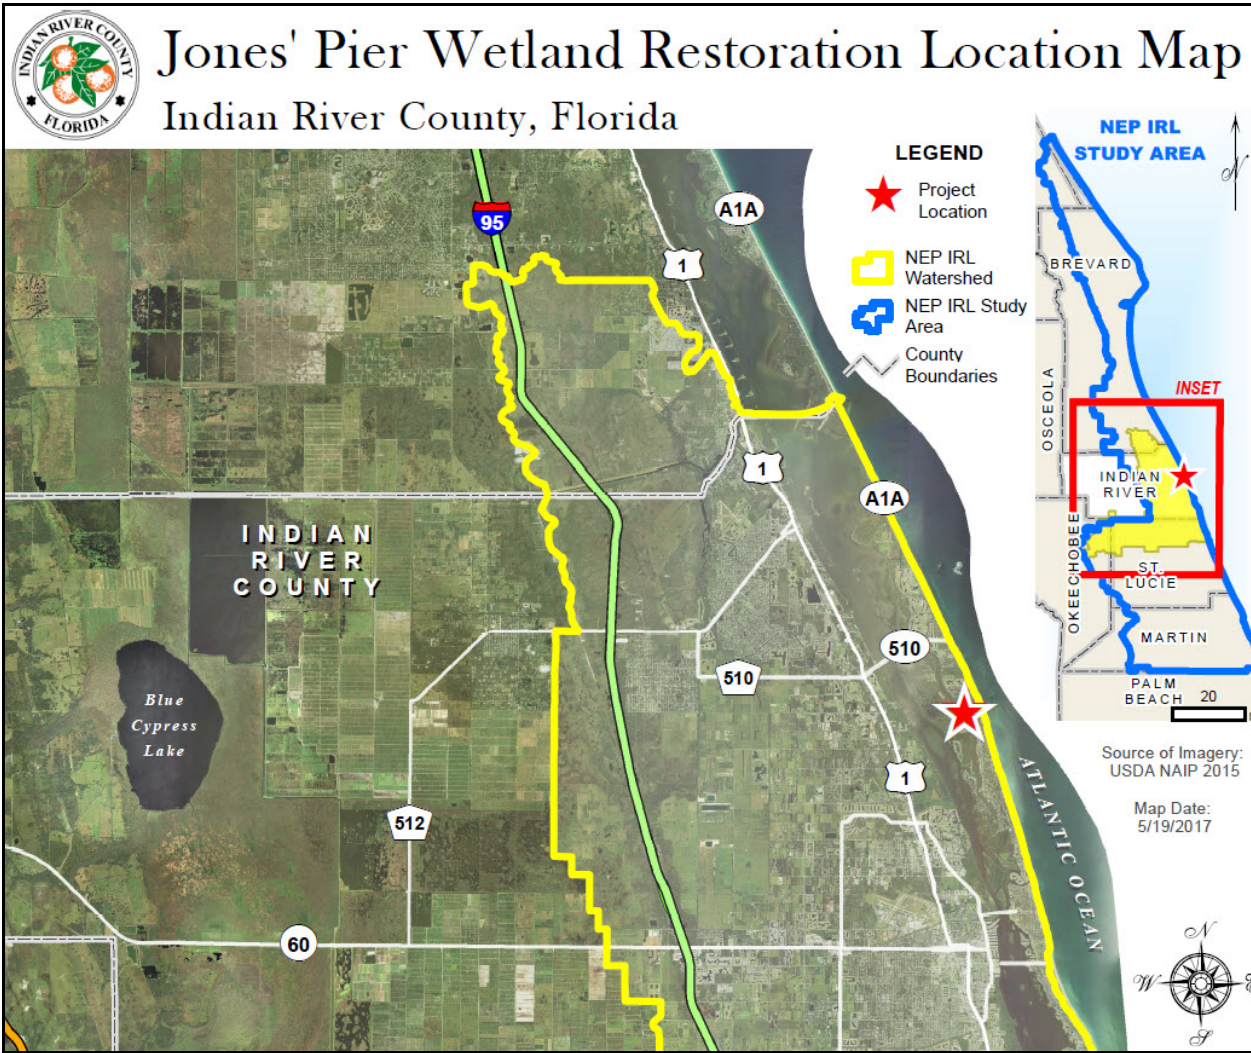 INDIAN RIVER COUNTY
FLORIDA
Jones' Pier Wetland Restoration Location Map
Indian River County, Florida
LEGEND
Project
Location
NEP IRL
Watershed
NEP IRL Study
Area
County
Boundaries
NEP IRL
STUDY AREA
N
BREVARD
OSCEOLA
INSET
INDIAN
RIVER
OKEECHOBEE
ST.
LUCIE
MARTIN
PALM
BEACH
20
Source of Imagery:
USDA NAIP 2015
Map Date:
5/19/2017
95
A1A
1
1
A1A
INDIAN
RIVER
COUNTY
510
510
Blue
Cypress
Lake
1
512
60
ATLANTIC OCEAN
N
W
E
S